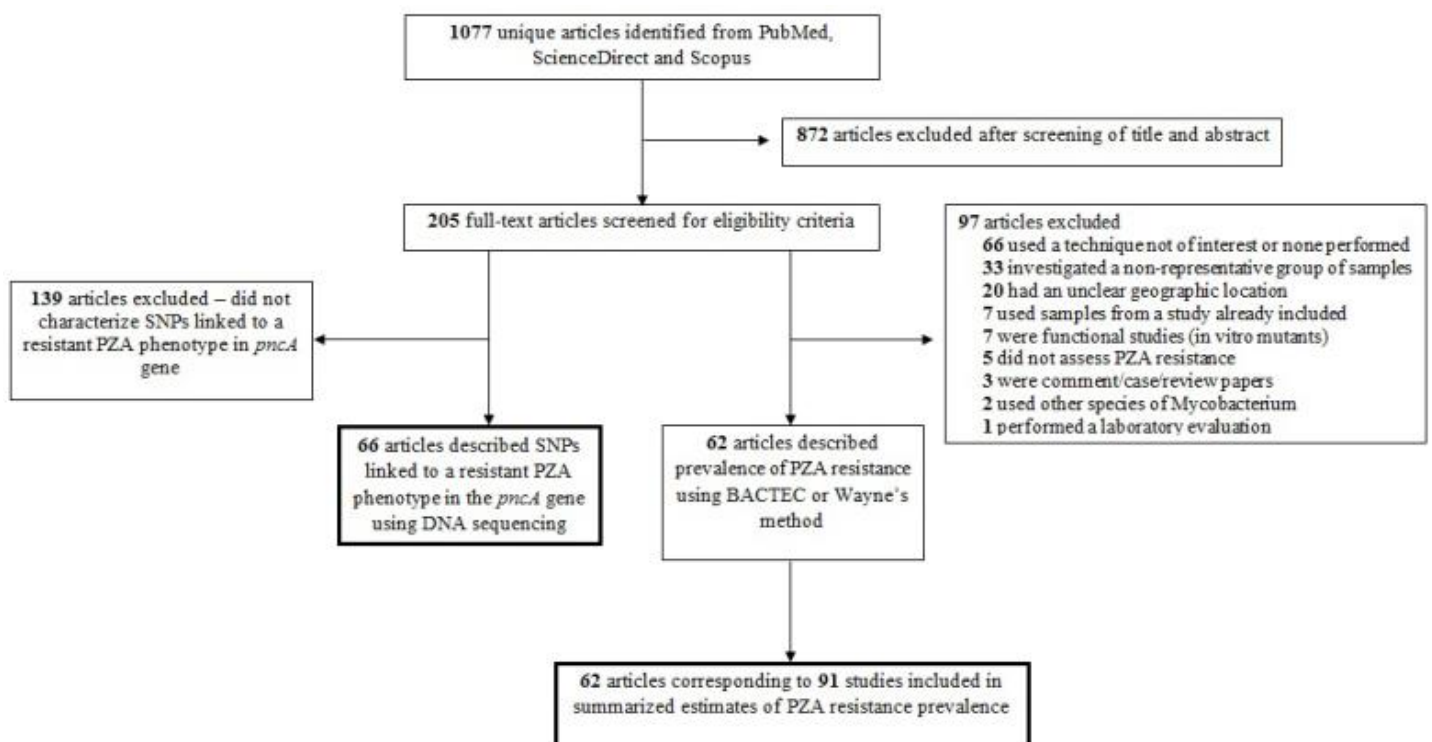 1077 unique articles identified from PubMed,
ScienceDirect and Scopus
872 articles excluded after screening of title and abstract
205 full-text articles screened for eligibility criteria
97 articles excluded
66 used a technique not of interest or none performed
33 investigated a non-representative group of samples
20 had an unclear geographic location
7 used samples from a study already included
7 were functional studies (in vitro mutants)
5 did not assess PZA resistance
3 were comment/case/review papers
2 used other species of Mycobacterium
1 performed a laboratory evaluation
139 articles excluded – did not
characterize SNPs linked to a
resistant PZA phenotype in pncA
gene
66 articles described SNPs
linked to a resistant PZA
phenotype in the pncA gene
using DNA sequencing
62 articles described
prevalence of PZA resistance
using BACTEC or Wayne's
method
62 articles corresponding to 91 studies included in
summarized estimates of PZA resistance prevalence